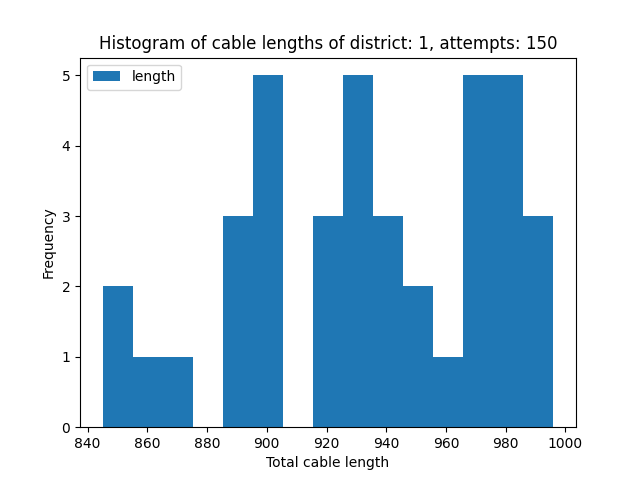 Histogram of cable lengths of district: 1, attempts: 150
length
5
4
3
2
1
0
Frequency
840 860 880 900 920 940 960 980 1000
Total cable length